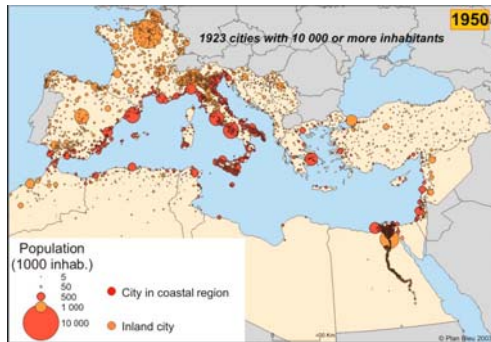 1950
1923 cities with 10 000 or more inhabitants
Population
(1000 inhab.)
5
50
500
1 000
10 000
City in coastal region
Inland city
© Plan Bleu 2003